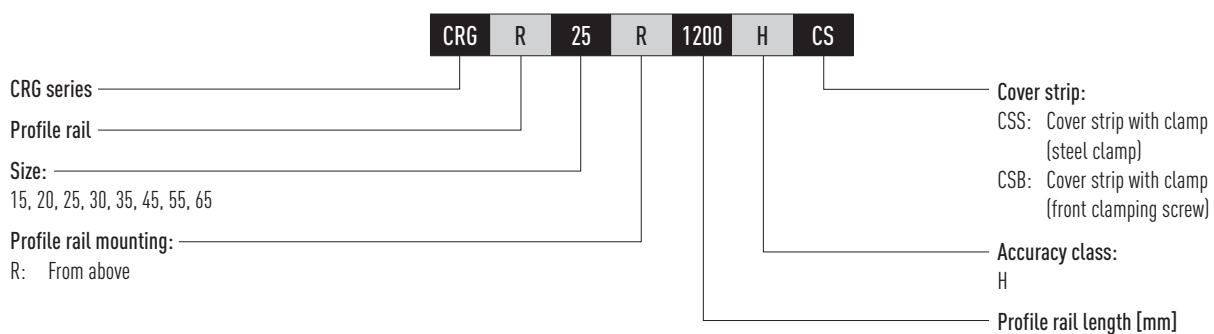 CRG R 25 R 1200 H CS
CRG series
Profile rail
Size:
15, 20, 25, 30, 35, 45, 55, 65
Profile rail mounting:
R: From above
Cover strip:
CSS: Cover strip with clamp
(steel clamp)
CSB: Cover strip with clamp
(front clamping screw)
Accuracy class:
H
Profile rail length [mm]